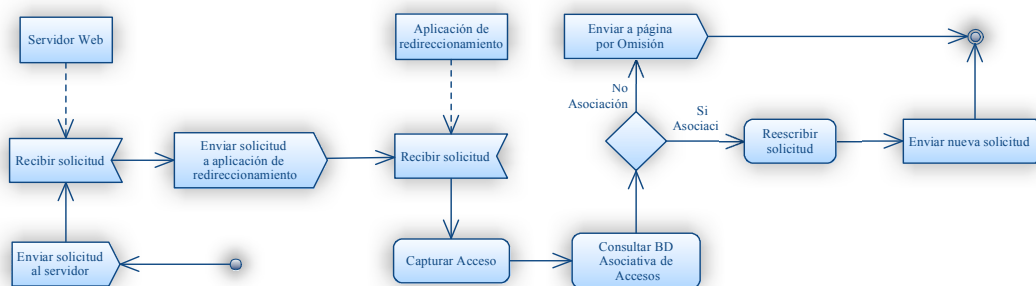 Servidor Web
Recibir solicitud
Enviar solicitud
al servidor
Enviar solicitud
a aplicación de
redireccionamiento
Aplicación de
redireccionamiento
Recibir solicitud
Capturar Acceso
Consultar BD
Asociativa de
Accesos
No
Asociación
Enviar a página
por Omisión
Si
Asociaci
Reescribir
solicitud
Enviar nueva solicitud